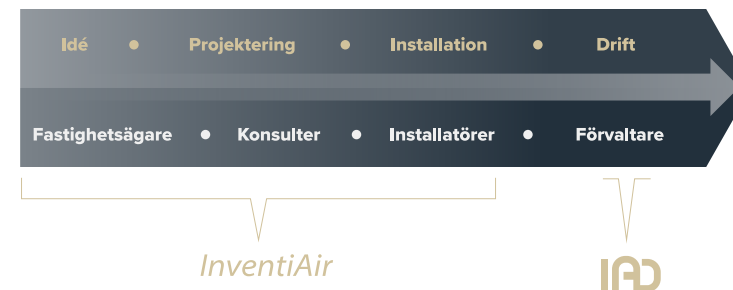 Idé • Projektering • Installation • Drift
Fastighetsägare • Konsulter • Installatörer • Förvaltare
InventiAir
IAD